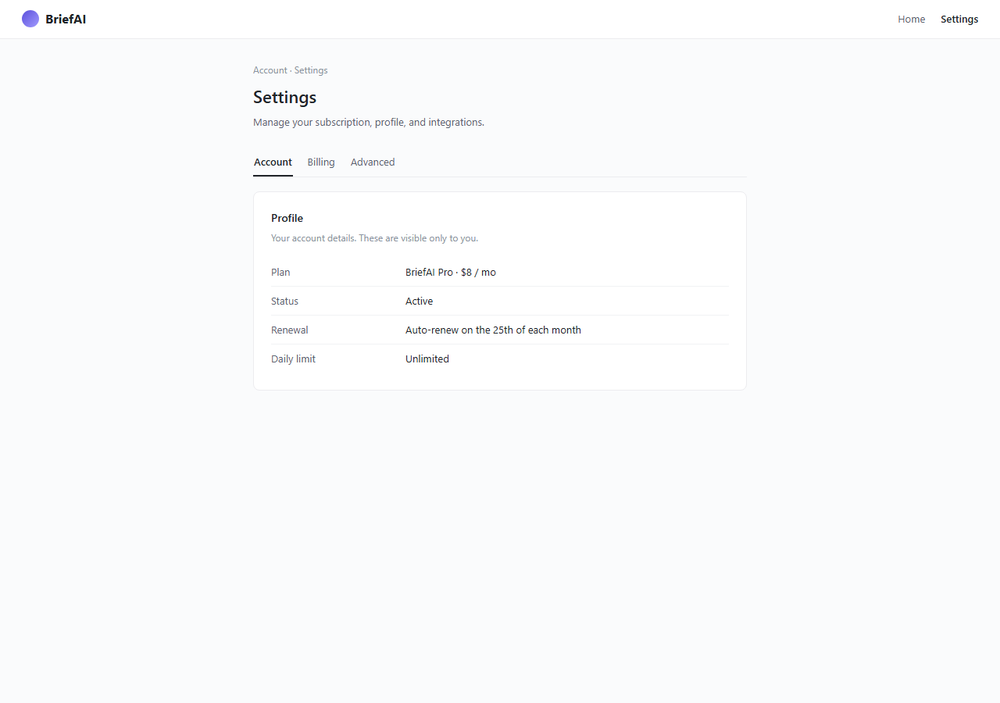 BriefAI
Home Settings
Account · Settings
Settings
Manage your subscription, profile, and integrations.
Account Billing Advanced
Profile
Your account details. These are visible only to you.
Plan BriefAI Pro · $8 / mo
Status Active
Renewal Auto-renew on the 25th of each month
Daily limit Unlimited